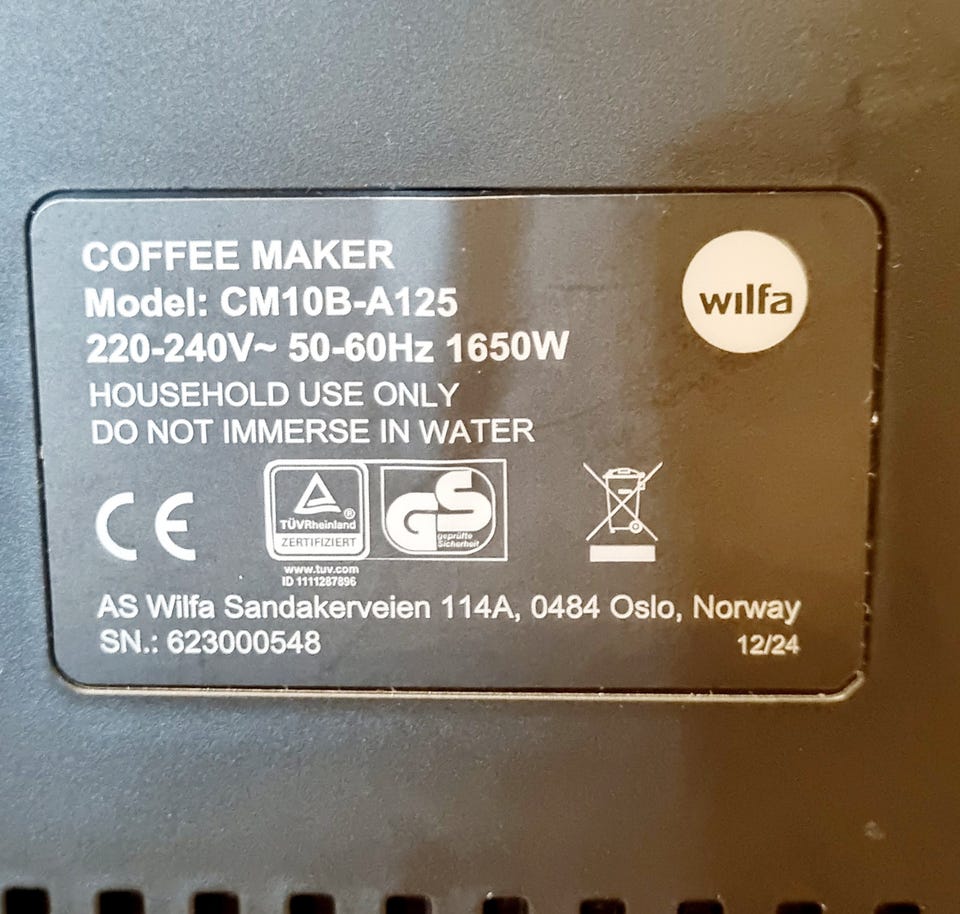 COFFEE MAKER
Model: CM10B-A125
220-240V~ 50-60Hz 1650W
HOUSEHOLD USE ONLY
DO NOT IMMERSE IN WATER
wilfa
CE
TÜVRheinland®
ZERTIFIZIERT
GS
geprüfte
Sicherheit
www.tuv.com
ID 1111287896
AS Wilfa Sandakerveien 114A, 0484 Oslo, Norway
SN.: 623000548
12/24